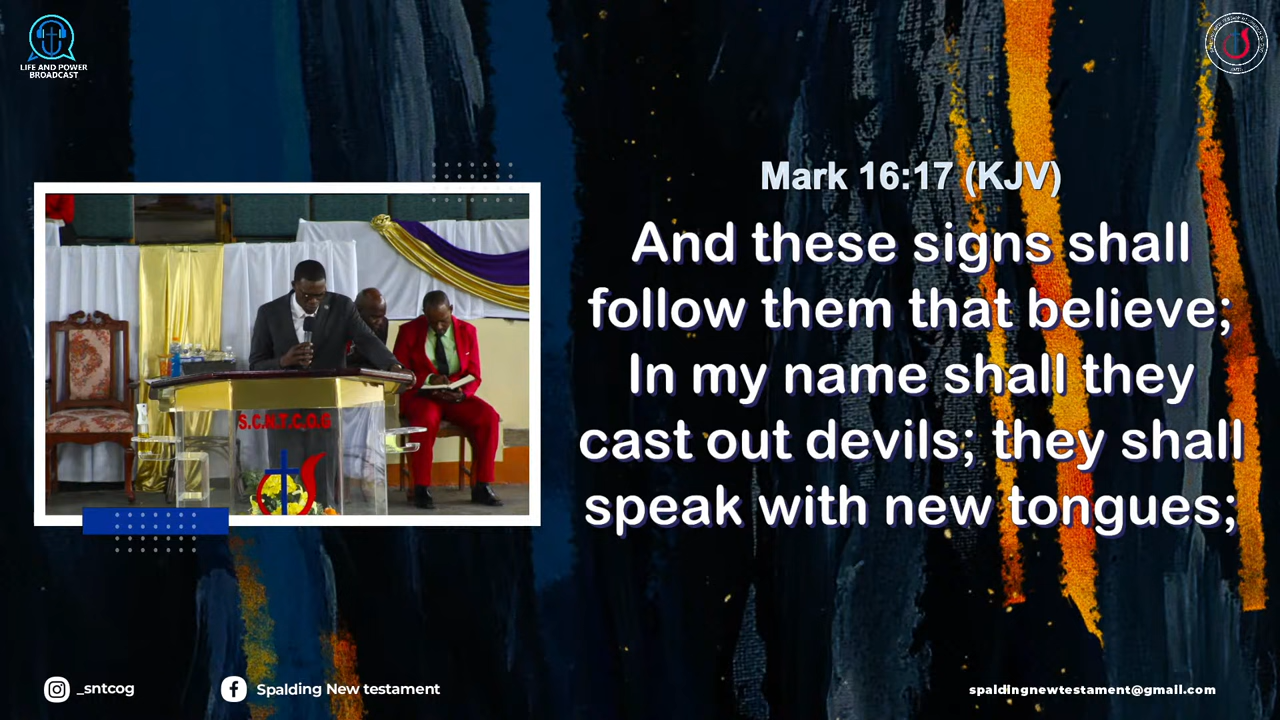 LIFE AND POWER
BROADCAST
Mark 16:17 (KJV)
And these signs shall
follow them that believe;
In my name shall they
cast out devils; they shall
speak with new tongues;
S.C.N.T.C.O.G
_sntcog
Spalding New testament
spaldingnewtestament@gmail.com